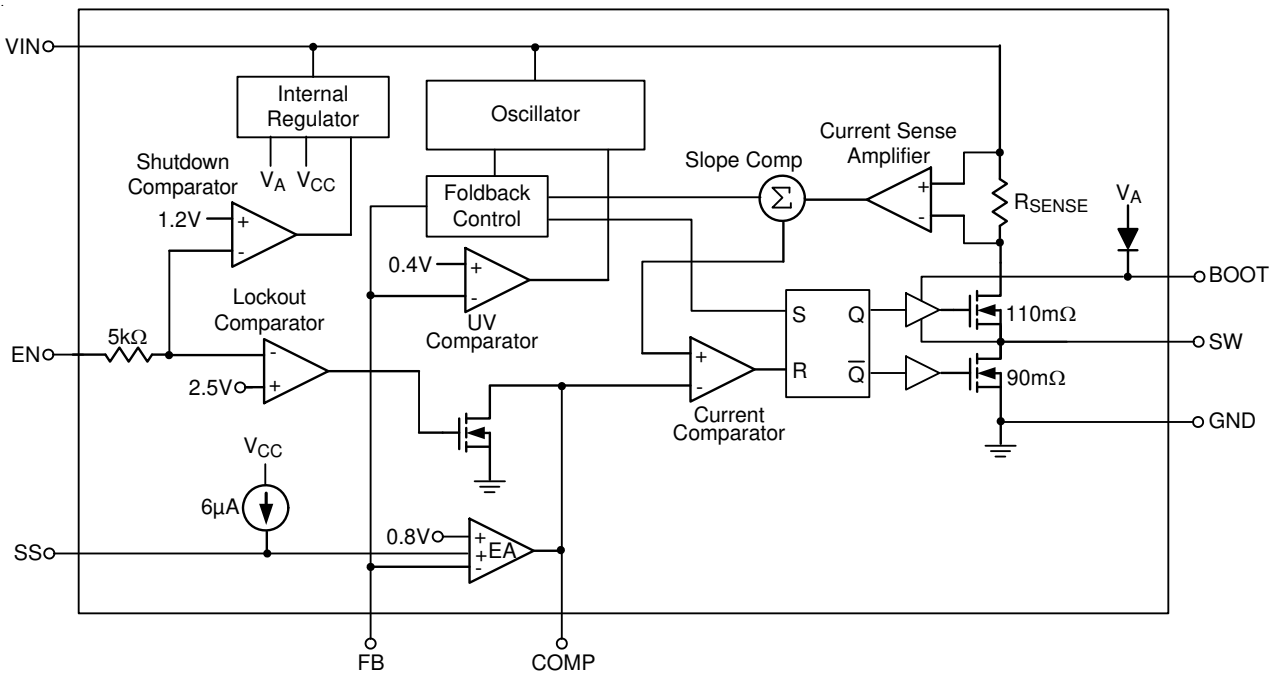 VIN
Internal
Regulator
Oscillator
Current Sense
Amplifier
Shutdown
Comparator
VA
VCC
Slope Comp
+
-
Σ
RSENSE
VA
Foldback
Control
1.2V
+
-
0.4V
+
-
BOOT
Lockout
Comparator
UV
Comparator
S
Q
110mΩ
5kΩ
EN
SW
-
2.5V
+
+
-
R
Q̅
90mΩ
Current
Comparator
GND
VCC
6µA
0.8V
+
SS
+
EA
-
FB
COMP